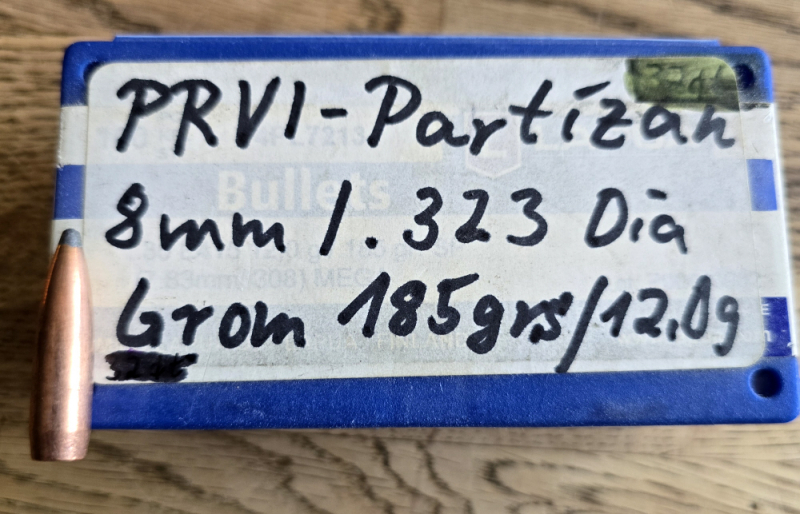 PRVI-Partizan
Bullets
8mm / .323 Dia
Grom 185grs/12,0g